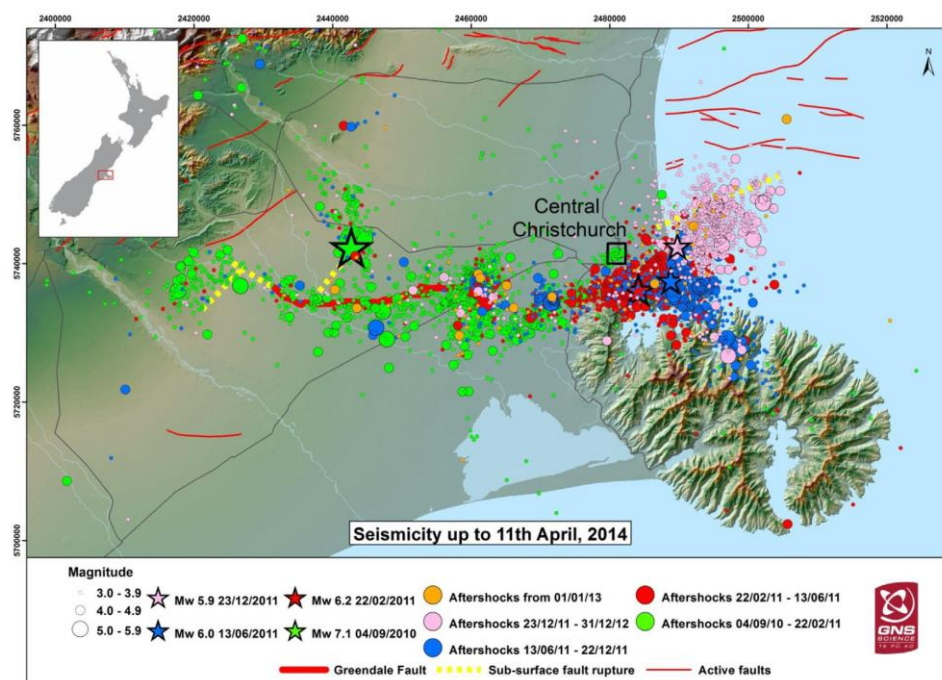 2400000 2420000 2440000 2460000 2480000 2500000 2520000
N
5760000
Central
Christchurch
5740000
5720000
5700000
Seismicity up to 11th April, 2014
Magnitude
3.0 - 3.9
4.0 - 4.9
5.0 - 5.9
Mw 5.9 23/12/2011
Mw 6.0 13/06/2011
Mw 6.2 22/02/2011
Mw 7.1 04/09/2010
Aftershocks from 01/01/13
Aftershocks 23/12/11 - 31/12/12
Aftershocks 13/06/11 - 22/12/11
Aftershocks 22/02/11 - 13/06/11
Aftershocks 04/09/10 - 22/02/11
Greendale Fault
Sub-surface fault rupture
Active faults
GNS
SCIENCE
TE PŪ AO